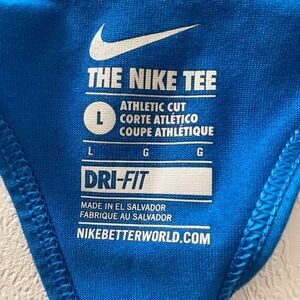 THE NIKE TEE
L
ATHLETIC CUT
CORTE ATLÉTICO
COUPE ATHLÉTIQUE
L G G
DRI-FIT
MADE IN EL SALVADOR
FABRIQUE AU SALVADOR
NIKEBETTERWORLD.COM